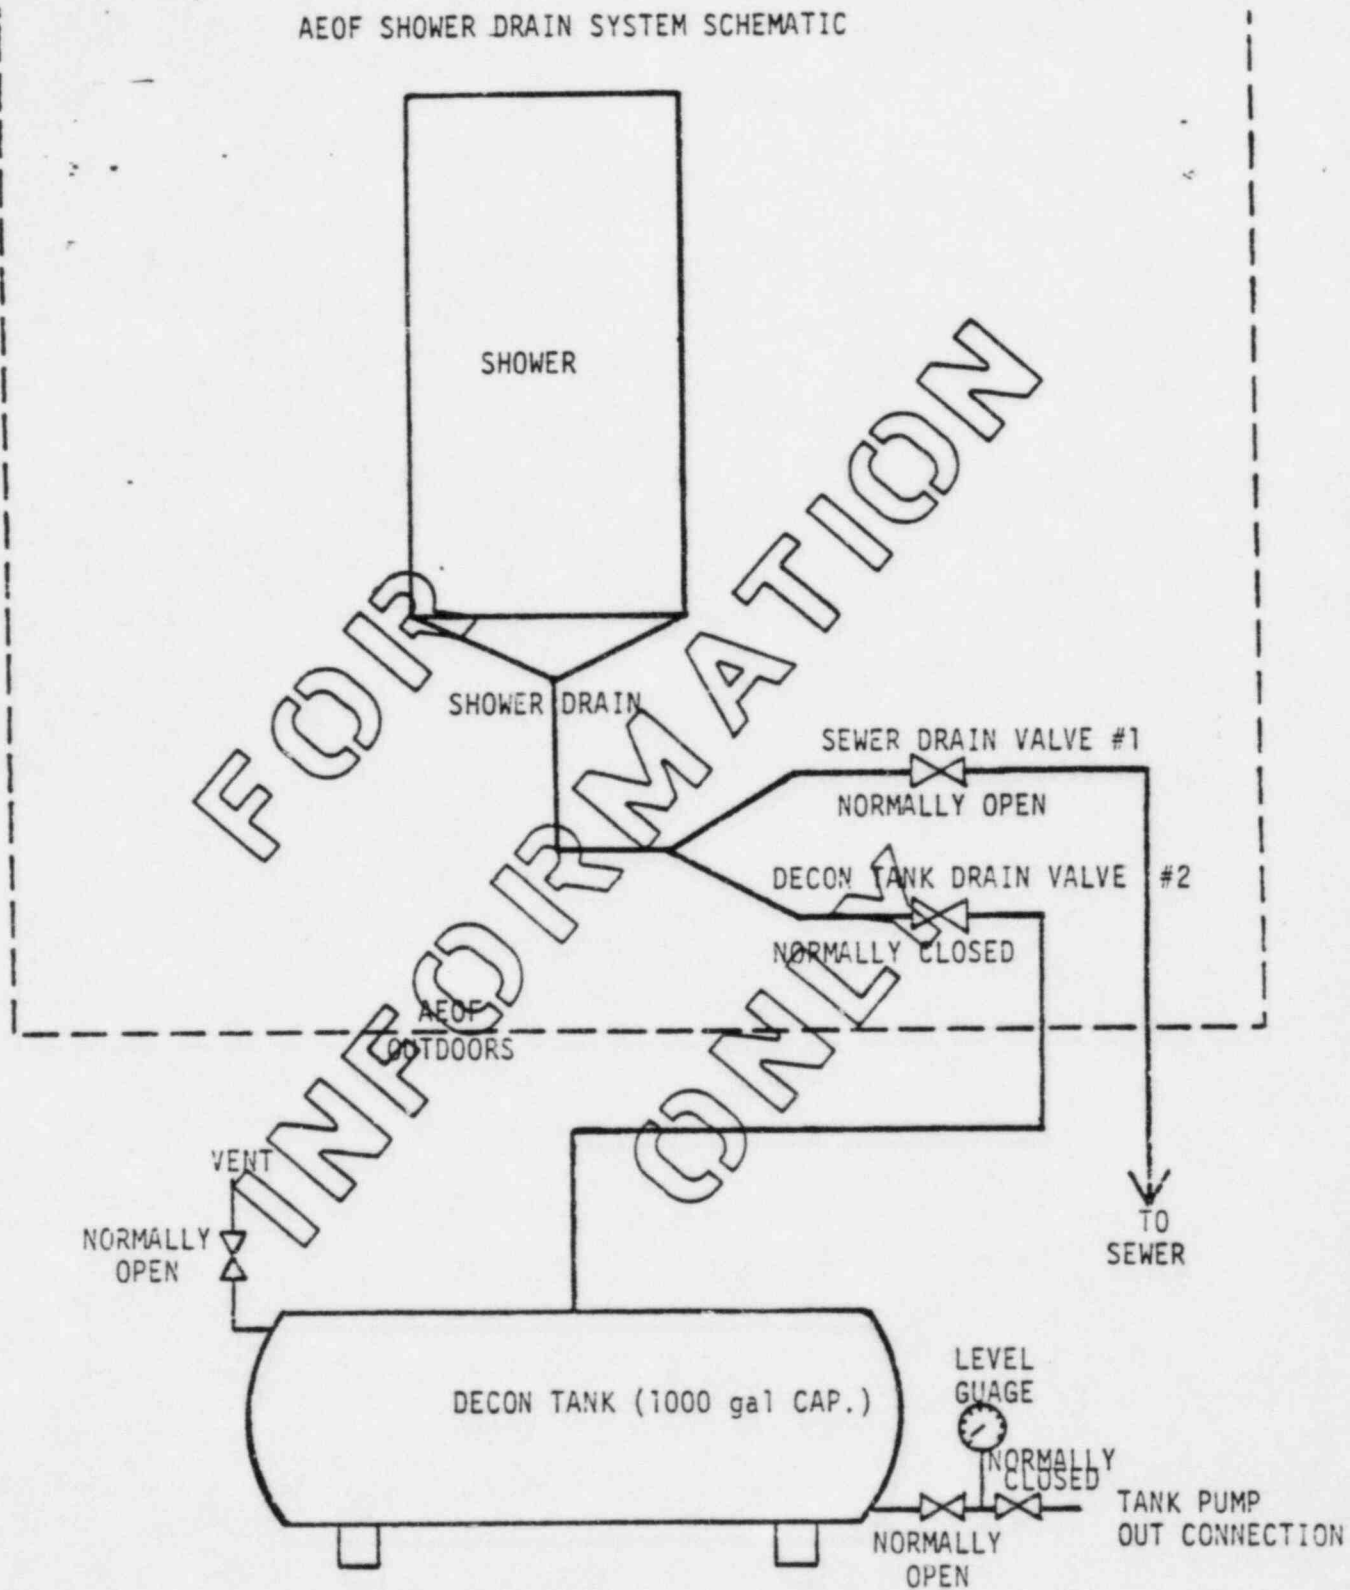 AEOF SHOWER DRAIN SYSTEM SCHEMATIC
SHOWER
SHOWER DRAIN
SEWER DRAIN VALVE #1
NORMALLY OPEN
DECON TANK DRAIN VALVE #2
NORMALLY CLOSED
AEOF
OUTDOORS
FOR
INFORMATION
ONLY
VENT
NORMALLY
OPEN
TO
SEWER
DECON TANK (1000 gal CAP.)
LEVEL
GUAGE
NORMALLY
CLOSED
TANK PUMP
OUT CONNECTION
NORMALLY
OPEN